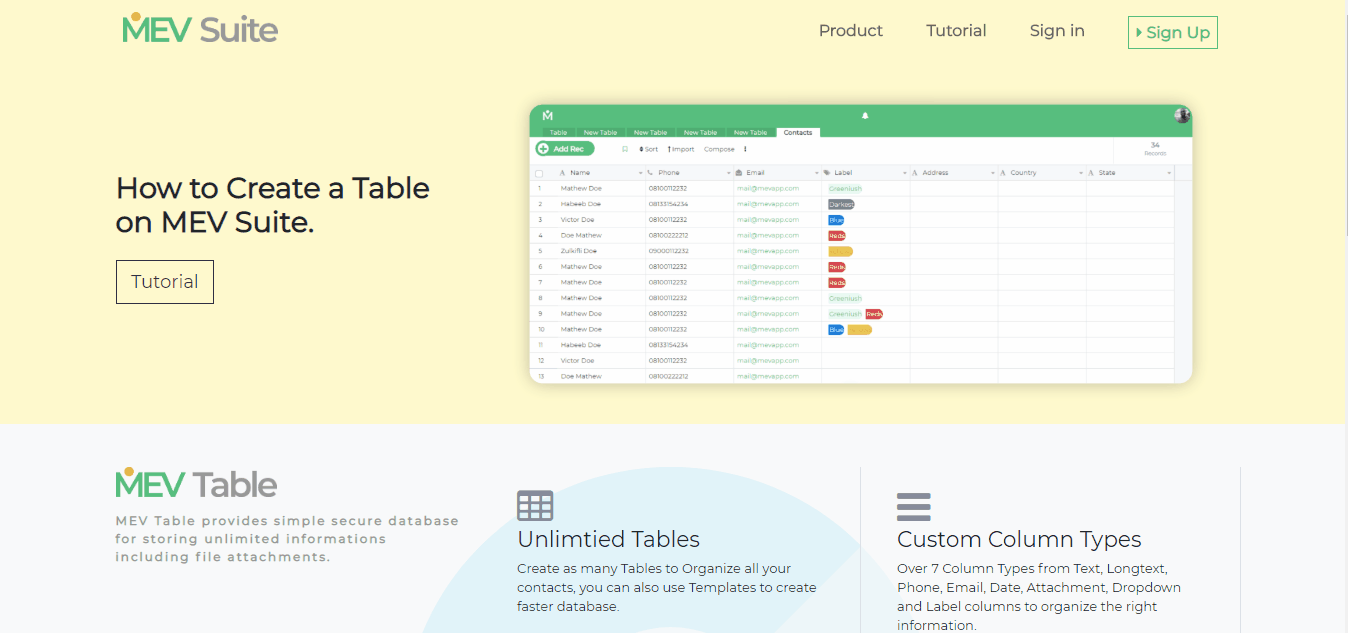 MEV Suite
Product Tutorial Sign in Sign Up
How to Create a Table
on MEV Suite.
Tutorial
M
Table New Table New Table New Table New Table Contacts
Add Rec Sort Import Compose 34
Records
Name Phone Email Label Address Country State
1 Mathew Doe 08100112232 mail@mevapp.com Greeniush
2 Habeeb Doe 08133154234 mail@mevapp.com Darkest
3 Victor Doe 08100112232 mail@mevapp.com Blue
4 Doe Mathew 08100222212 mail@mevapp.com Reds
5 Zulkifli Doe 09000112232 mail@mevapp.com
6 Mathew Doe 08100112232 mail@mevapp.com Reds
7 Mathew Doe 08100112232 mail@mevapp.com Reds
8 Mathew Doe 08100112232 mail@mevapp.com Greeniush
9 Mathew Doe 08100112232 mail@mevapp.com Greeniush Reds
10 Mathew Doe 08100112232 mail@mevapp.com Blue
11 Habeeb Doe 08133154234 mail@mevapp.com
12 Victor Doe 08100112232 mail@mevapp.com
13 Doe Mathew 08100222212 mail@mevapp.com
MEV Table
MEV Table provides simple secure database
for storing unlimited informations
including file attachments.
Unlimtied Tables
Create as many Tables to Organize all your
contacts, you can also use Templates to create
faster database.
Custom Column Types
Over 7 Column Types from Text, Longtext,
Phone, Email, Date, Attachment, Dropdown
and Label columns to organize the right
information.